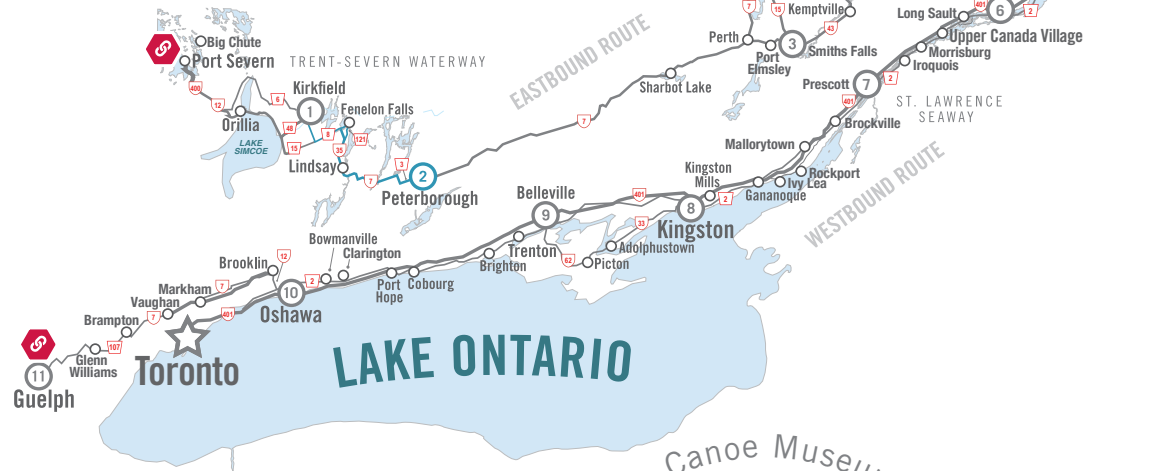 7
15
Kemptville
401
6
2
Long Sault
Big Chute
Port Severn
TRENT-SEVERN WATERWAY
EASTBOUND ROUTE
Perth
3
43
Smiths Falls
Port
Elmsley
Upper Canada Village
Morrisburg
Iroquois
Sharbot Lake
Prescott
7
2
401
ST. LAWRENCE
SEAWAY
400
12
6
Kirkfield
1
Fenelon Falls
Orillia
48
8
121
15
35
LAKE
SIMCOE
7
Brockville
Mallorytown
Lindsay
3
7
2
Peterborough
Kingston
Mills
Rockport
Ivy Lea
Gananoque
WESTBOUND ROUTE
Belleville
9
401
8
2
33
Kingston
Trenton
62
Adolphustown
Picton
Brighton
Bowmanville
Clarington
Brooklin
12
2
10
Oshawa
Port
Hope
Cobourg
Markham
7
Vaughan
401
Brampton
7
107
Glenn
Williams
Toronto
11
Guelph
LAKE ONTARIO
Canoe Museu